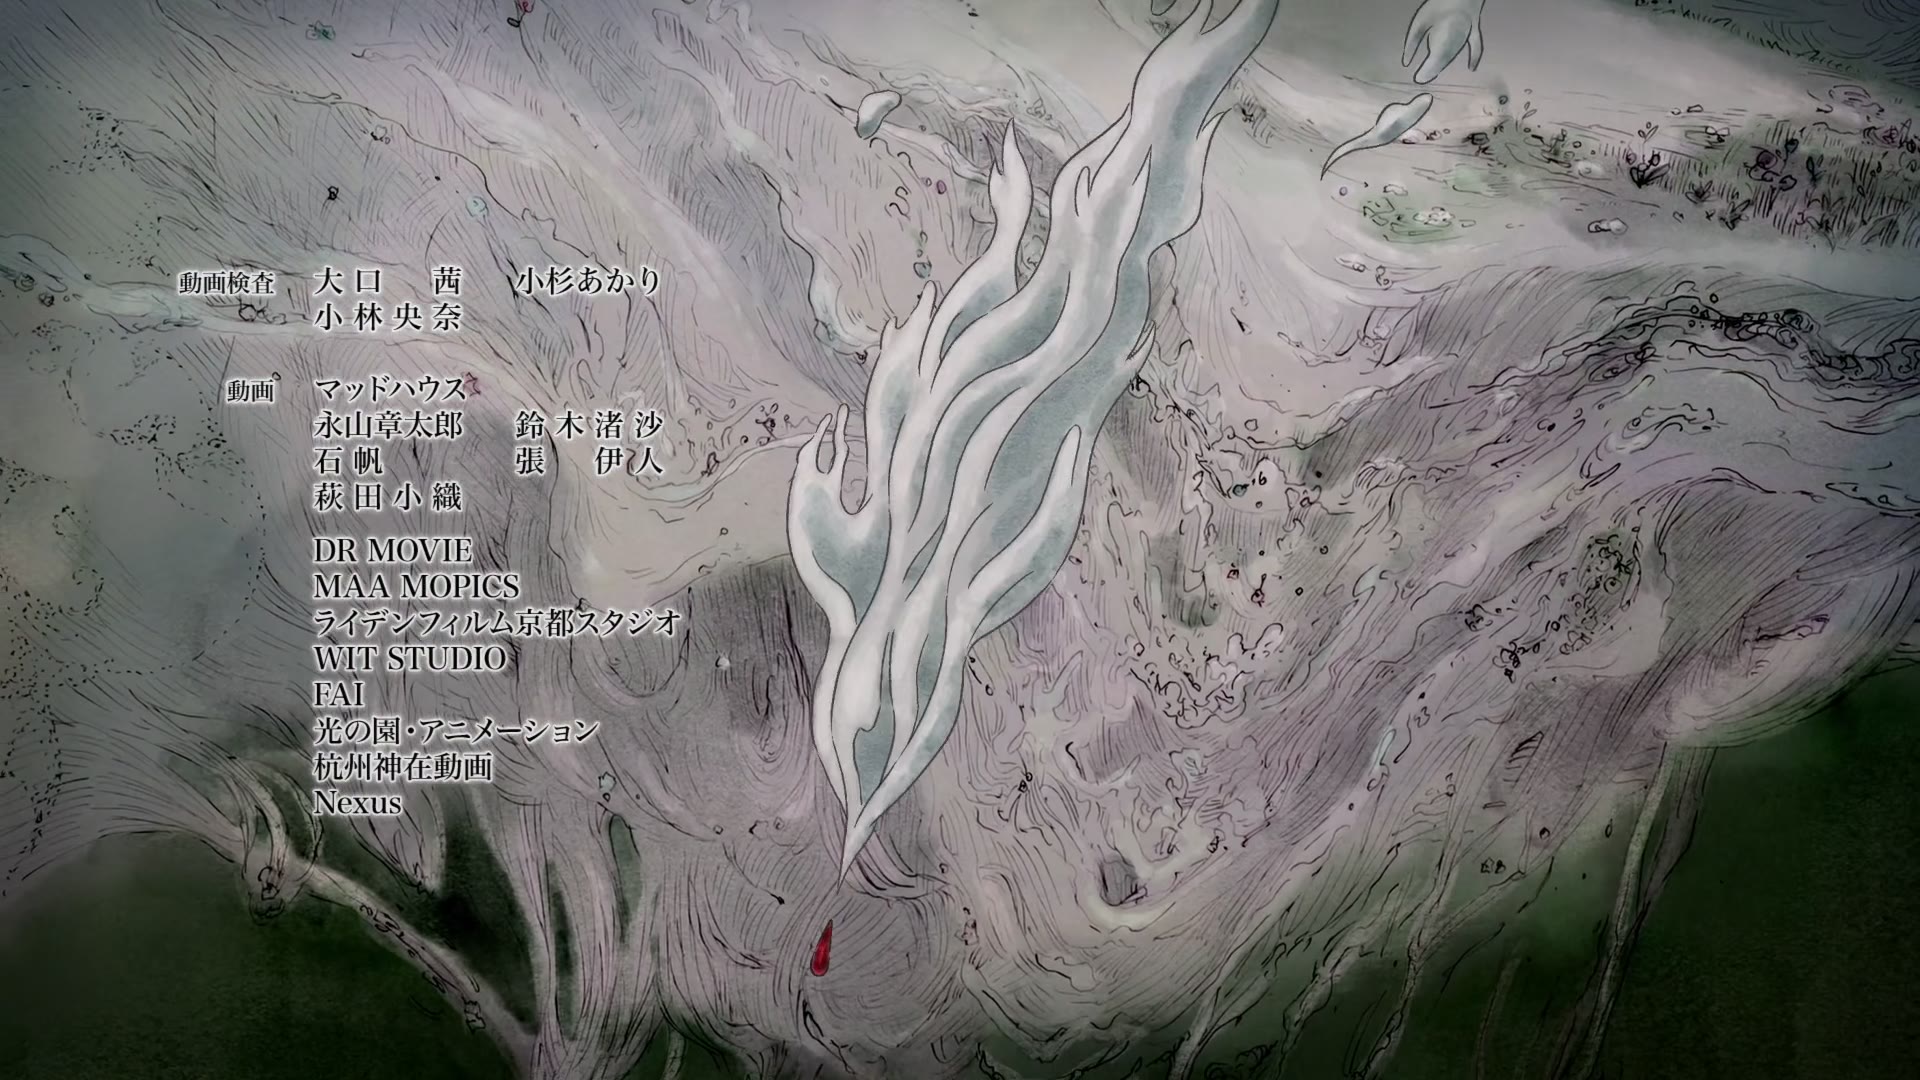 動画検査 大口 茜 小杉あかり
小林央奈
動画 マッドハウス
永山章太郎 鈴木渚沙
石帆 張 伊人
萩田小織
DR MOVIE
MAA MOPICS
ライデンフィルム京都スタジオ
WIT STUDIO
FAI
光の園・アニメーション
杭州神在動画
Nexus